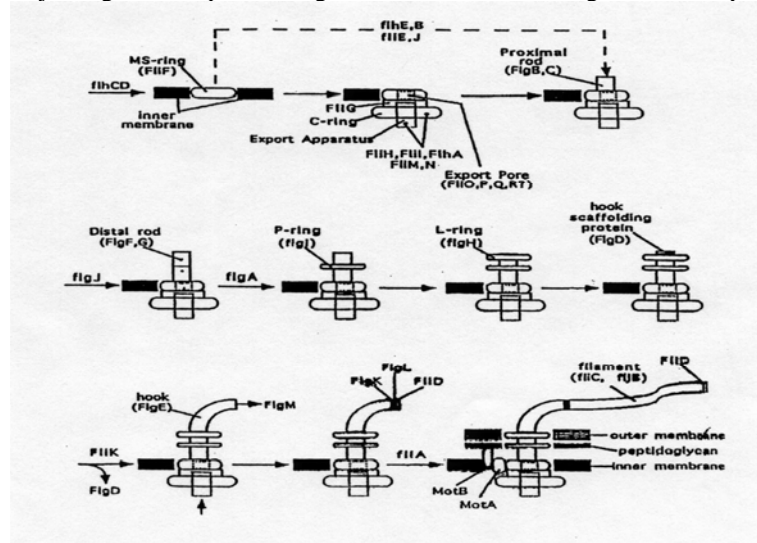 flhE,B
fliE,J
MS-ring
(FliF)
Proximal
rod
(FlgB,C)
flhCD
inner
membrane
FliG
C-ring
Export Apparatus
FliH,FliI,FlhA
FliM,N
Export Pore
(FliO,P,Q,R?)
Distal rod
(FlgF,G)
P-ring
(flgI)
L-ring
(flgH)
hook
scaffolding
protein
(FlgD)
flgJ
flgA
hook
(FlgE)
FlgM
FlgK
FlgL
FliD
filament
(fliC, fljB)
FliD
FliK
FlgD
fliA
outer membrane
peptidoglycan
inner membrane
MotB
MotA